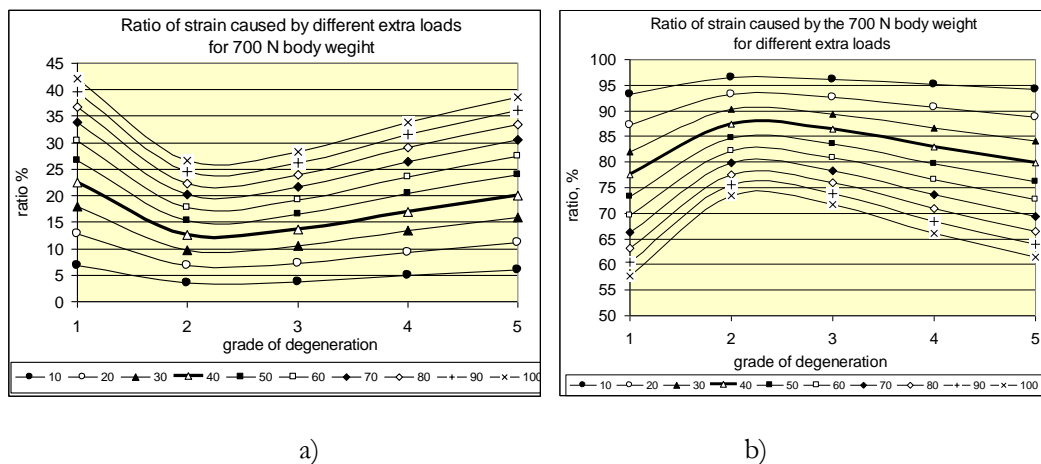 Ratio of strain caused by different extra loads
for 700 N body wegiht
45
40
35
30
25
20
15
10
5
0
ratio %
1 2 3 4 5
grade of degeneration
10 20 30 40 50 60 70 80 90 100
Ratio of strain caused by the 700 N body weight
for different extra loads
100
95
90
85
80
75
70
65
60
55
50
ratio, %
1 2 3 4 5
grade of degeneration
10 20 30 40 50 60 70 80 90 100
a) b)